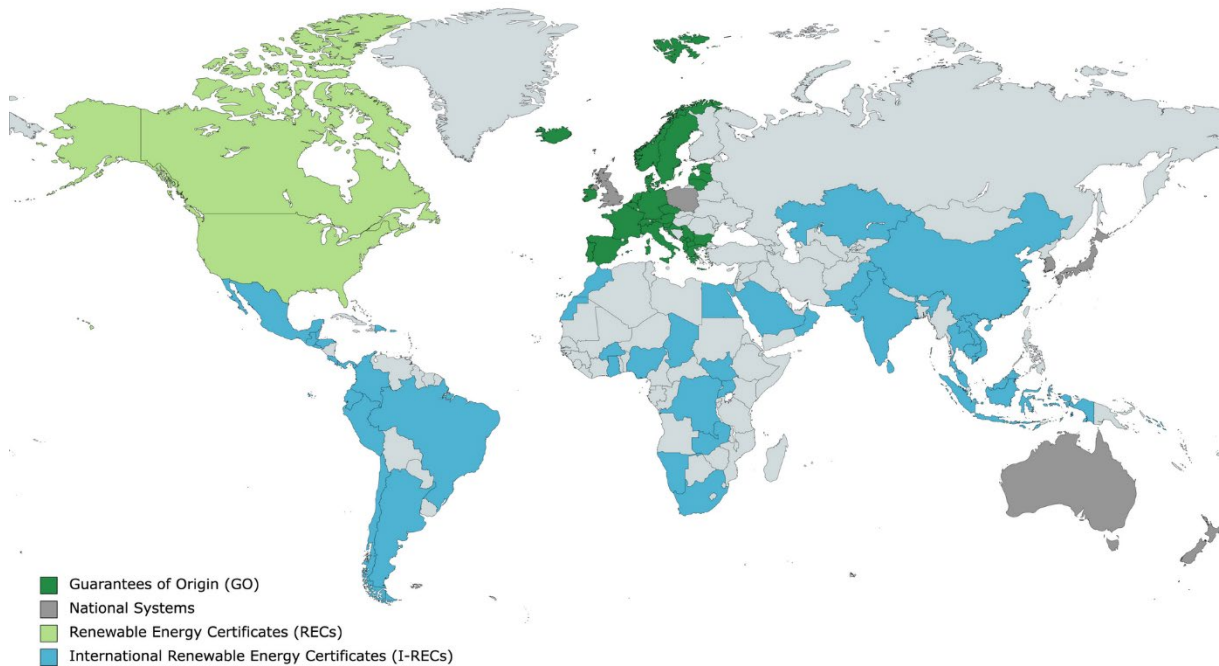 Guarantees of Origin (GO)
National Systems
Renewable Energy Certificates (RECs)
International Renewable Energy Certificates (I-RECs)